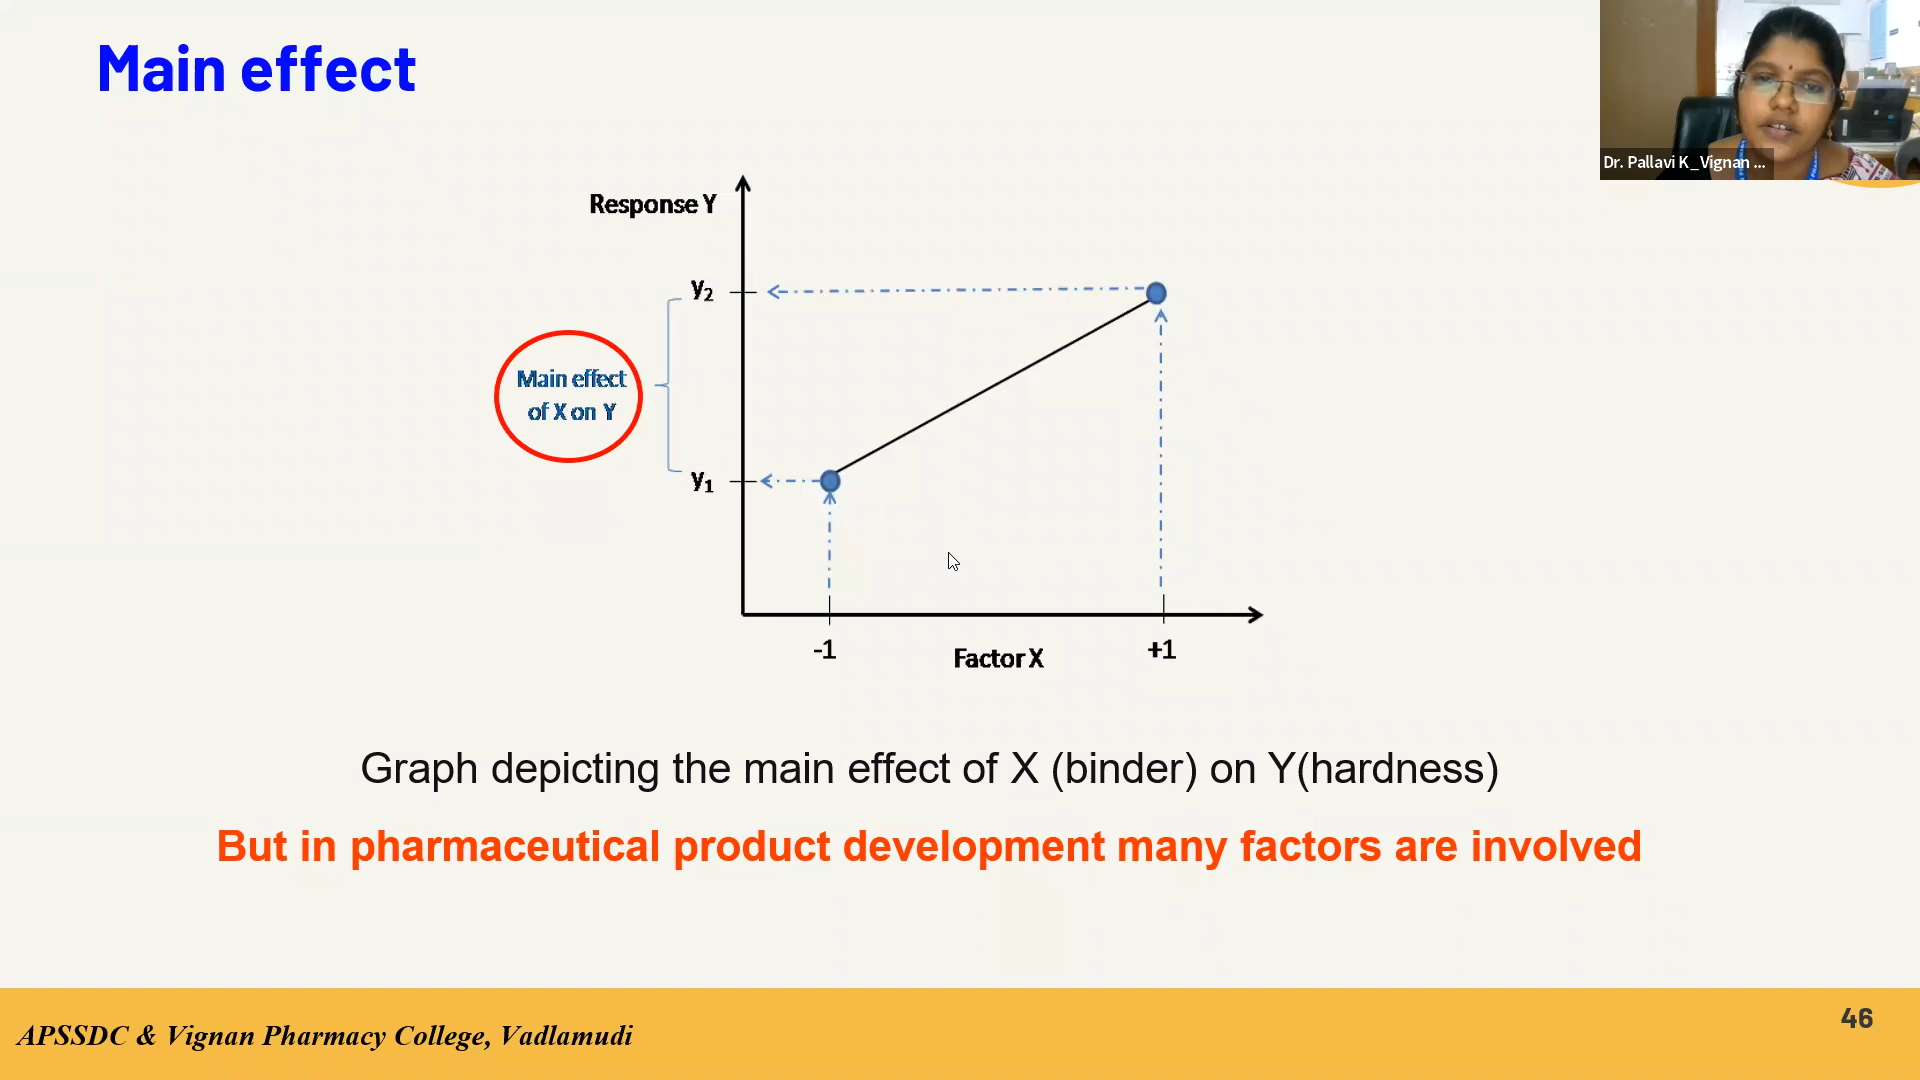 Main effect
Dr. Pallavi K_Vignan ...
Response Y
y2
Main effect
of X on Y
y1
-1
Factor X
+1
Graph depicting the main effect of X (binder) on Y(hardness)
But in pharmaceutical product development many factors are involved
APSSDC & Vignan Pharmacy College, Vadlamudi
46